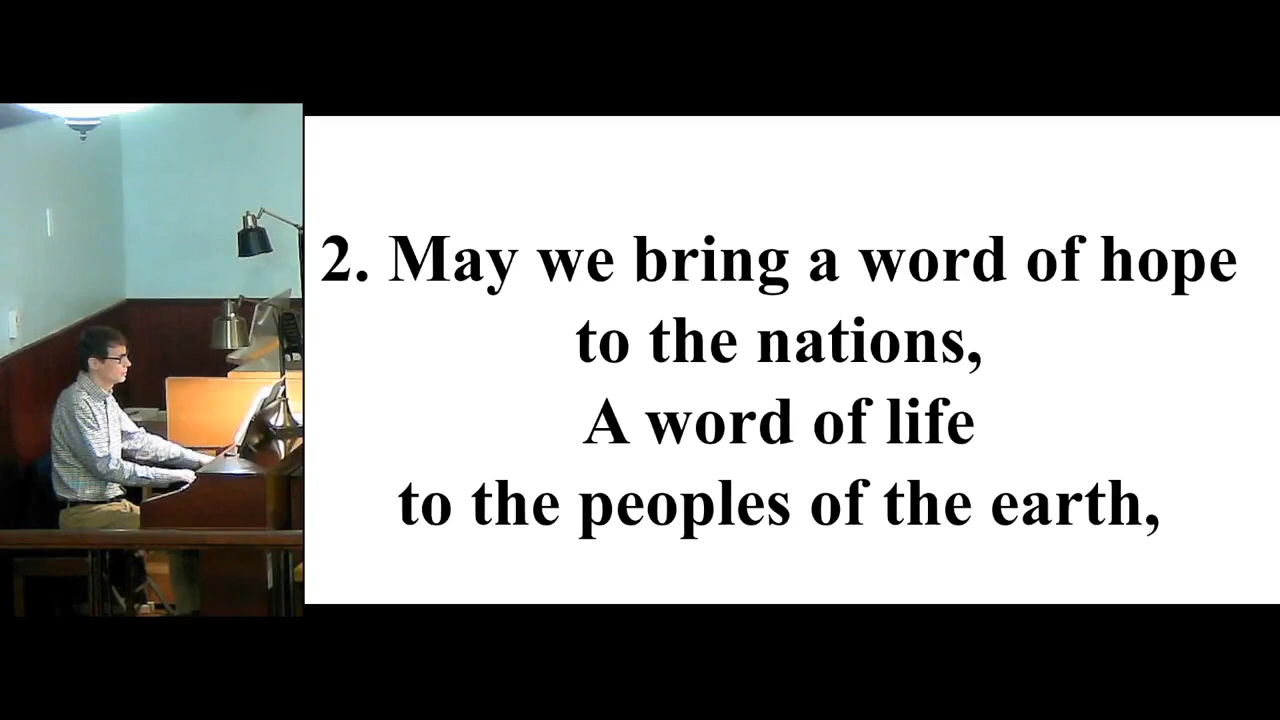 2. May we bring a word of hope
to the nations,
A word of life
to the peoples of the earth,